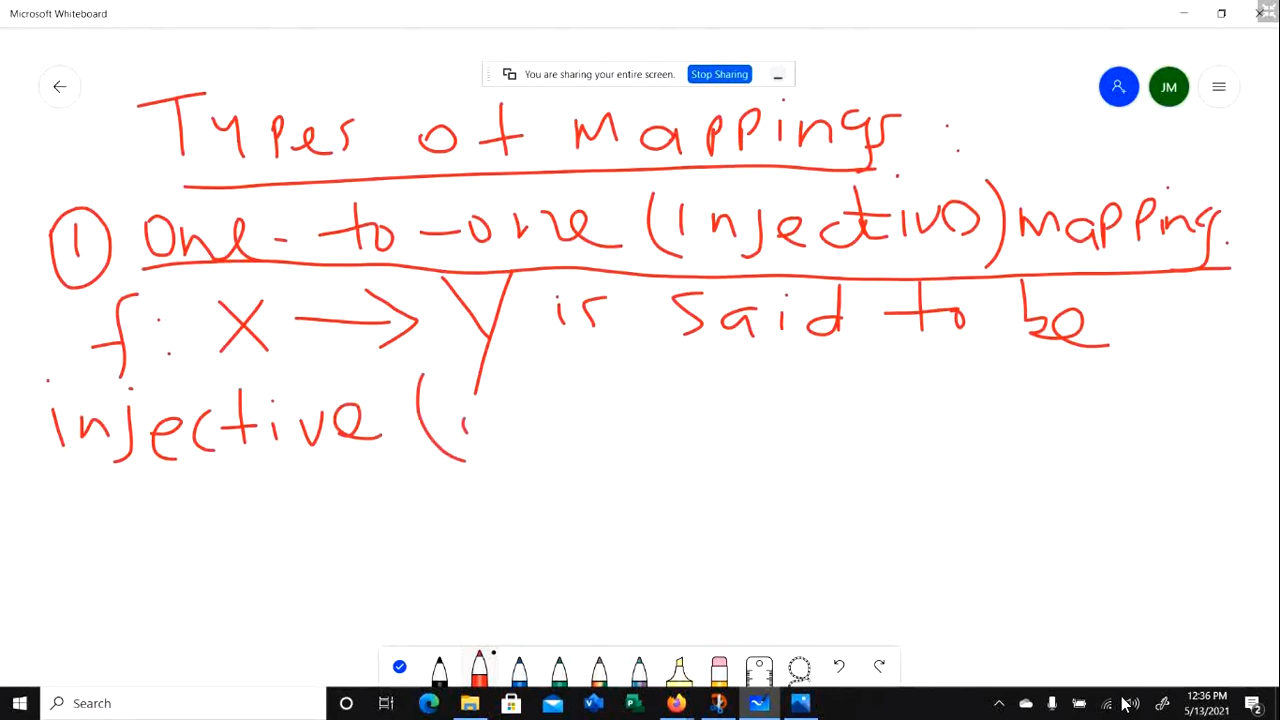 Microsoft Whiteboard
You are sharing your entire screen. Stop Sharing
JM
Types of Mappings :
① One-to-one (Injective) mapping.
f: X → Y is said to be
injective (
Search
12:36 PM
5/13/2021
2